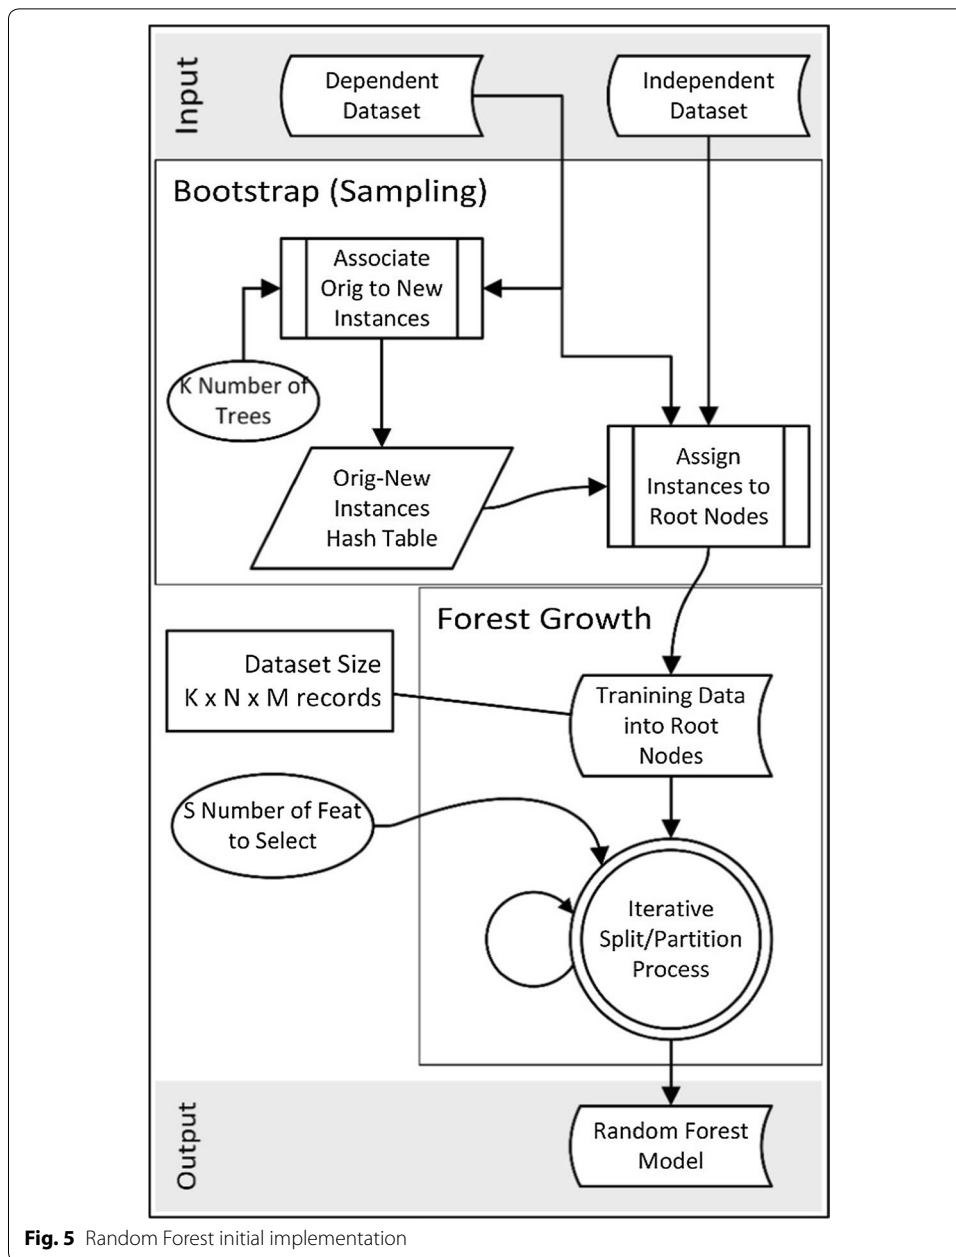 Input
Dependent
Dataset
Independent
Dataset
Bootstrap (Sampling)
Associate
Orig to New
Instances
K Number of
Trees
Orig-New
Instances
Hash Table
Assign
Instances to
Root Nodes
Forest Growth
Dataset Size
K x N x M records
Tranining Data
into Root
Nodes
S Number of Feat
to Select
Iterative
Split/Partition
Process
Output
Random Forest
Model
Fig. 5 Random Forest initial implementation